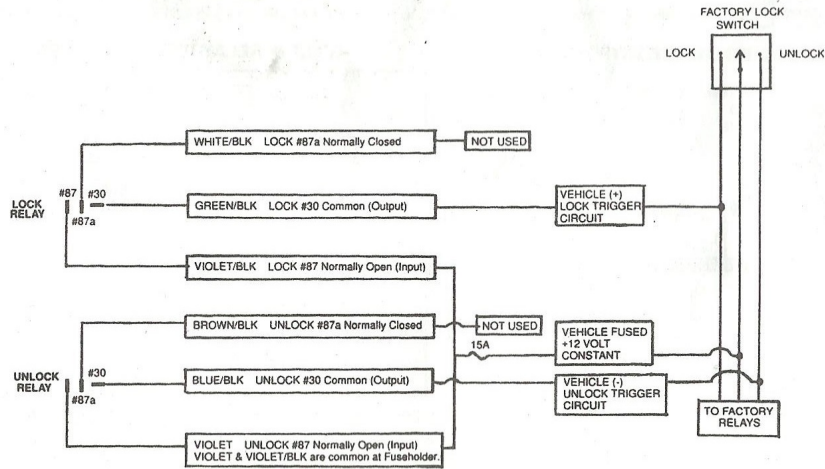 FACTORY LOCK
SWITCH
LOCK
UNLOCK
WHITE/BLK LOCK #87a Normally Closed
NOT USED
#87
#30
LOCK
RELAY
#87a
GREEN/BLK LOCK #30 Common (Output)
VEHICLE (+)
LOCK TRIGGER
CIRCUIT
VIOLET/BLK LOCK #87 Normally Open (Input)
BROWN/BLK UNLOCK #87a Normally Closed
NOT USED
15A
VEHICLE FUSED
+12 VOLT
CONSTANT
#30
UNLOCK
RELAY
#87a
BLUE/BLK UNLOCK #30 Common (Output)
VEHICLE (-)
UNLOCK TRIGGER
CIRCUIT
TO FACTORY
RELAYS
VIOLET UNLOCK #87 Normally Open (Input)
VIOLET & VIOLET/BLK are common at Fuseholder.